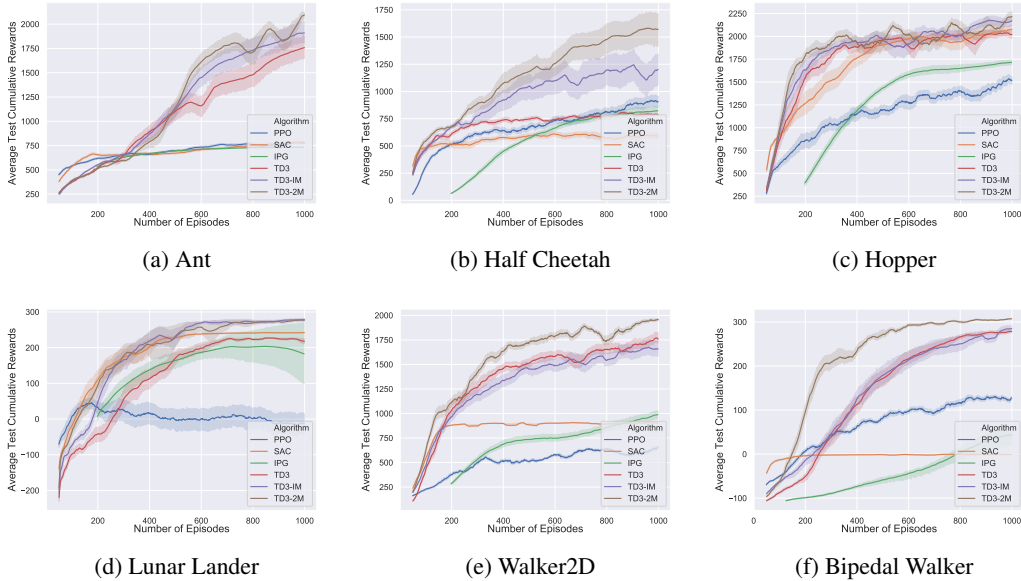 Average Test Cumulative Rewards
2000
1750
1500
1250
1000
750
500
250
200
400
600
800
1000
Number of Episodes
Algorithm
PPO
SAC
IPG
TD3
TD3-IM
TD3-2M
(a) Ant
Average Test Cumulative Rewards
1750
1500
1250
1000
750
500
250
0
200
400
600
800
1000
Number of Episodes
Algorithm
PPO
SAC
IPG
TD3
TD3-IM
TD3-2M
(b) Half Cheetah
Average Test Cumulative Rewards
2250
2000
1750
1500
1250
1000
750
500
250
0
200
400
600
800
1000
Number of Episodes
Algorithm
PPO
SAC
IPG
TD3
TD3-IM
TD3-2M
(c) Hopper
Average Test Cumulative Rewards
300
200
100
0
−100
−200
200
400
600
800
1000
Number of Episodes
Algorithm
PPO
SAC
IPG
TD3
TD3-IM
TD3-2M
(d) Lunar Lander
Average Test Cumulative Rewards
2000
1750
1500
1250
1000
750
500
250
200
400
600
800
1000
Number of Episodes
Algorithm
PPO
SAC
IPG
TD3
TD3-IM
TD3-2M
(e) Walker2D
Average Test Cumulative Rewards
300
200
100
0
−100
0
200
400
600
800
1000
Number of Episodes
Algorithm
PPO
SAC
IPG
TD3
TD3-IM
TD3-2M
(f) Bipedal Walker